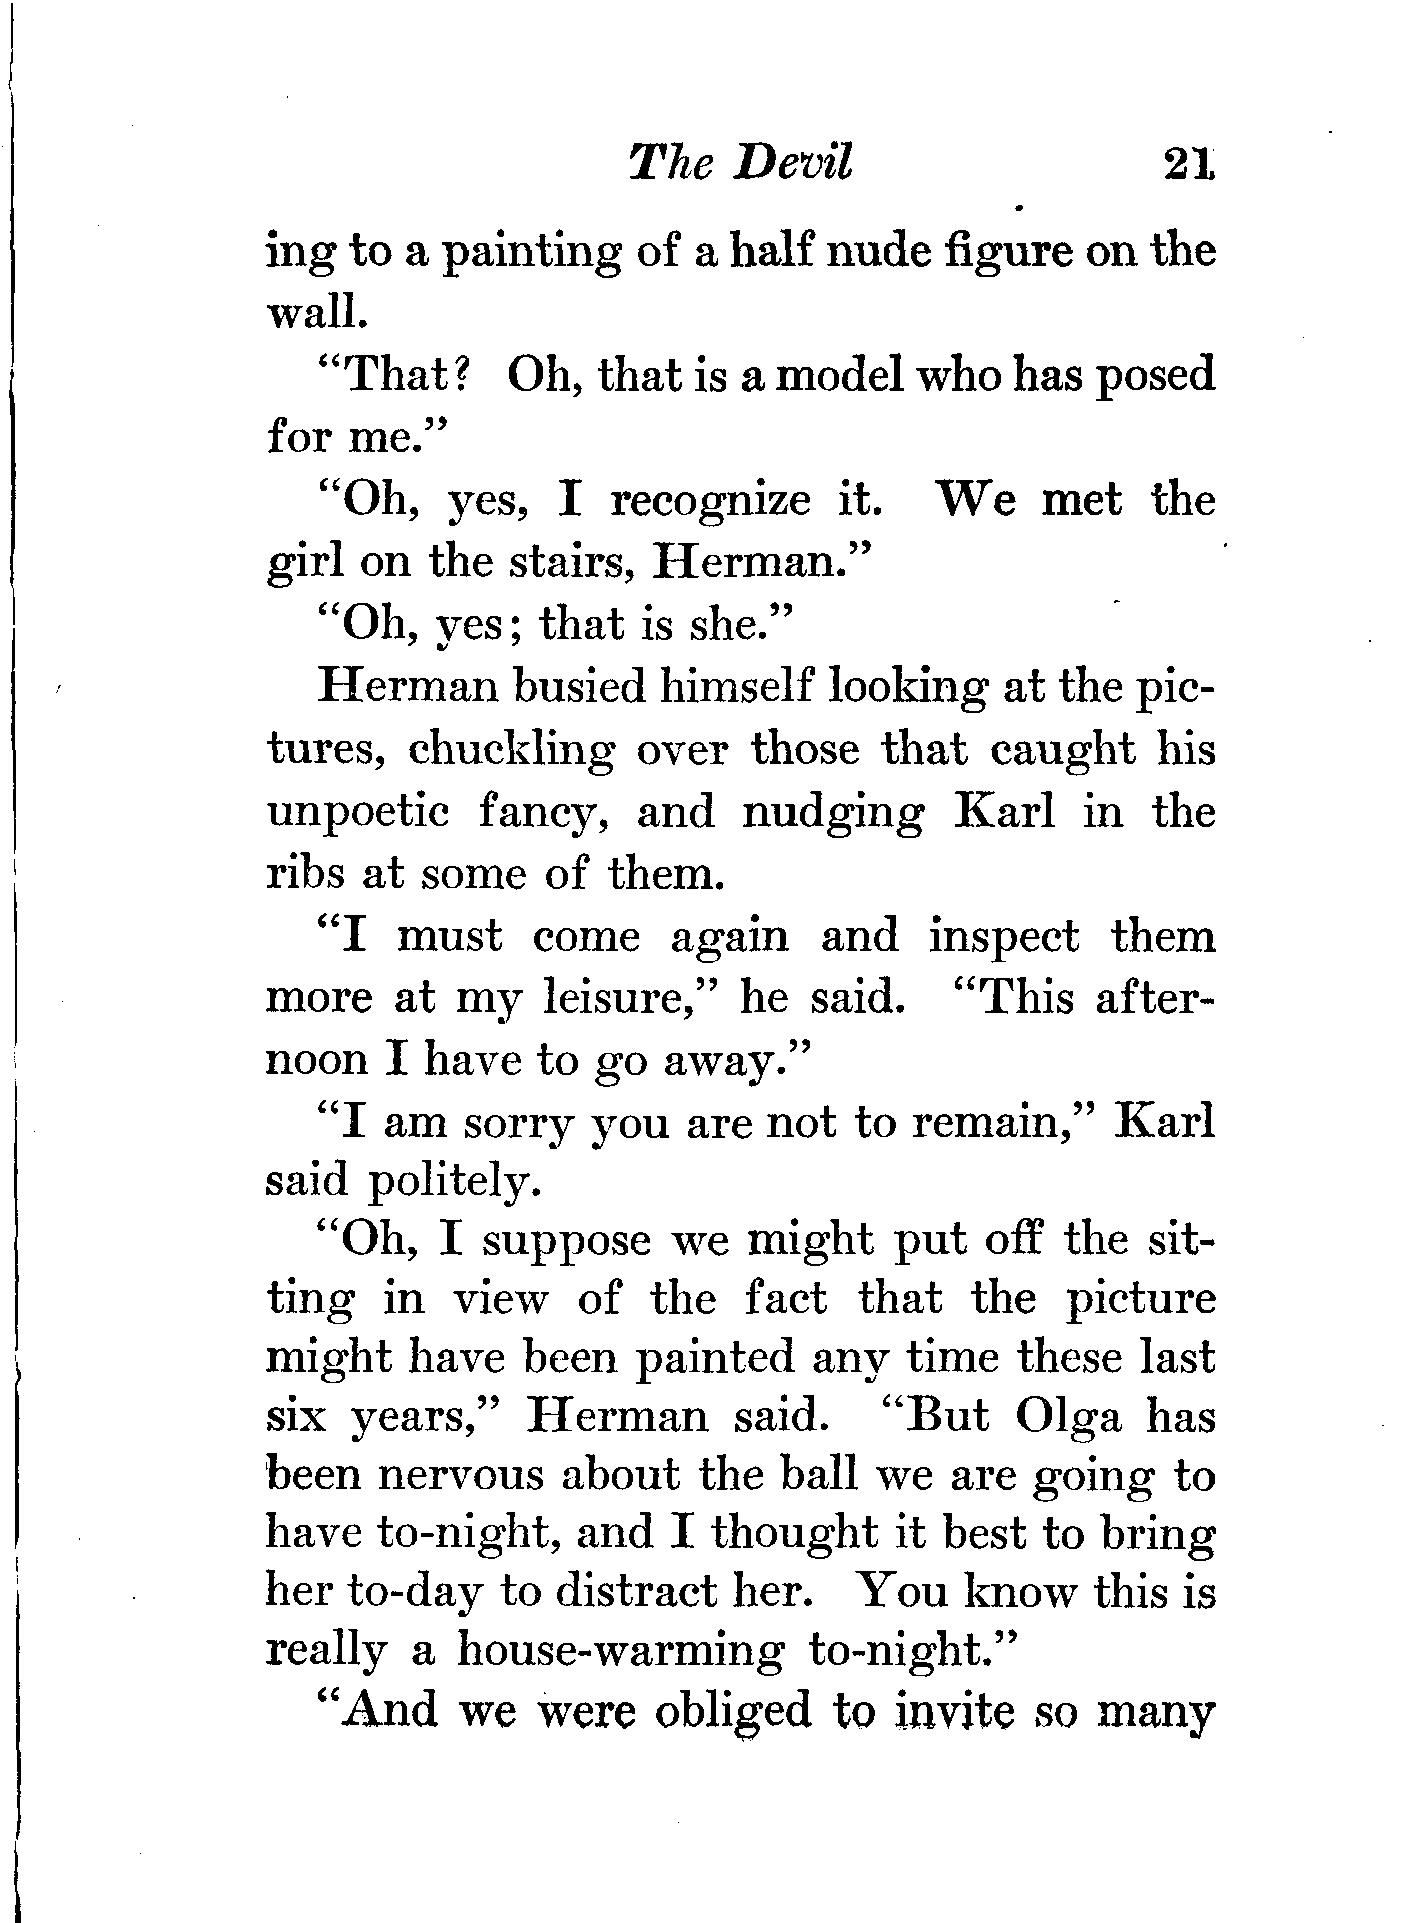 The Devil 21
ing to a painting of a half nude figure on the
wall.
"That? Oh, that is a model who has posed
for me."
"Oh, yes, I recognize it. We met the
girl on the stairs, Herman."
"Oh, yes; that is she."
Herman busied himself looking at the pic-
tures, chuckling over those that caught his
unpoetic fancy, and nudging Karl in the
ribs at some of them.
"I must come again and inspect them
more at my leisure," he said. "This after-
noon I have to go away."
"I am sorry you are not to remain," Karl
said politely.
"Oh, I suppose we might put off the sit-
ting in view of the fact that the picture
might have been painted any time these last
six years," Herman said. "But Olga has
been nervous about the ball we are going to
have to-night, and I thought it best to bring
her to-day to distract her. You know this is
really a house-warming to-night."
"And we were obliged to invite so many